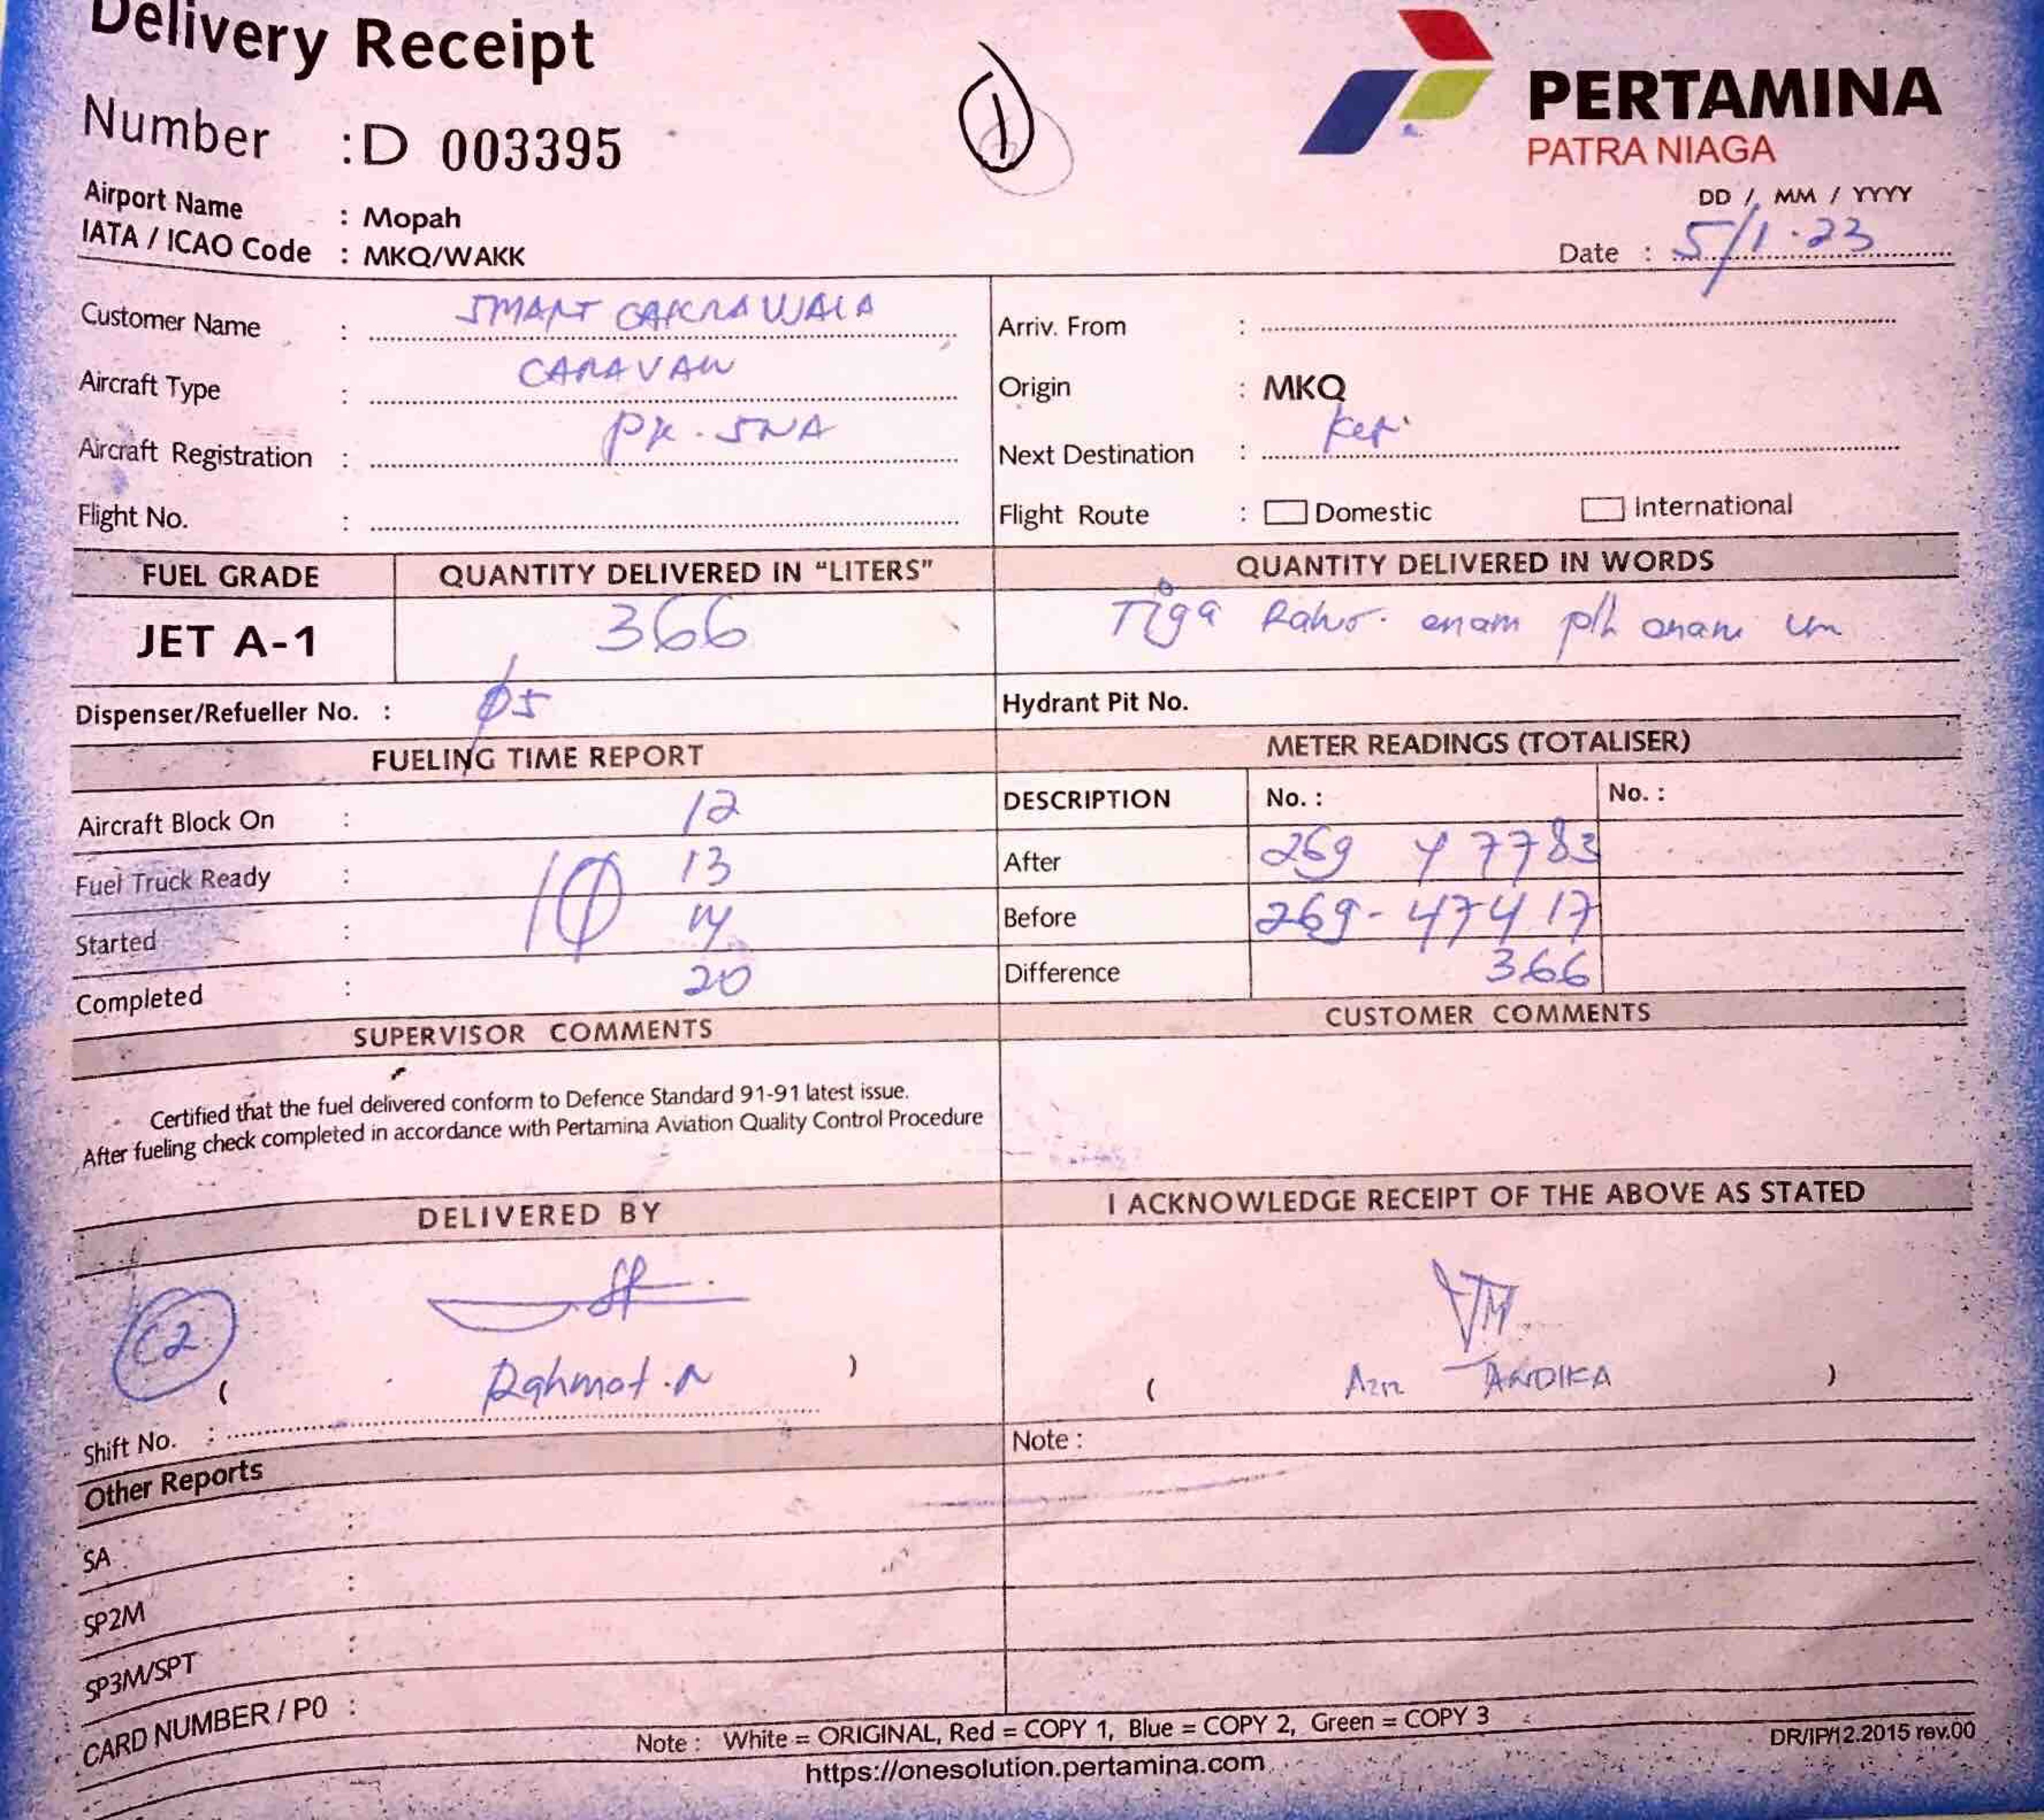 Delivery Receipt
1
PERTAMINA
PATRA NIAGA
Number : D 003395
Airport Name : Mopah
IATA / ICAO Code : MKQ/WAKK
DD / MM / YYYY
Date : 5/1-23
Customer Name : SMART CAKRAWALA
Aircraft Type : CARAVAN
Aircraft Registration : PK-SNA
Flight No. :
Arriv. From :
Origin : MKQ
Next Destination : Kepi
Flight Route : Domestic International
FUEL GRADE QUANTITY DELIVERED IN "LITERS" QUANTITY DELIVERED IN WORDS
JET A-1 366 Tiga Ratus enam plh enam
Dispenser/Refueller No. : 05 Hydrant Pit No.
FUELING TIME REPORT
Aircraft Block On : 12
Fuel Truck Ready : 13
10
Started : 14
Completed : 20
METER READINGS (TOTALISER)
DESCRIPTION No. : No. :
After 269 47783
Before 269-47417
Difference 366
SUPERVISOR COMMENTS CUSTOMER COMMENTS
Certified that the fuel delivered conform to Defence Standard 91-91 latest issue.
After fueling check completed in accordance with Pertamina Aviation Quality Control Procedure
DELIVERED BY I ACKNOWLEDGE RECEIPT OF THE ABOVE AS STATED
C2
( Rahmat.N )
( Aziz ANDIKA )
Shift No. :
Note :
Other Reports
SA :
SP2M :
SP3M/SPT :
CARD NUMBER / PO :
Note : White = ORIGINAL, Red = COPY 1, Blue = COPY 2, Green = COPY 3
DR/IP/12.2015 rev.00
https://onesolution.pertamina.com